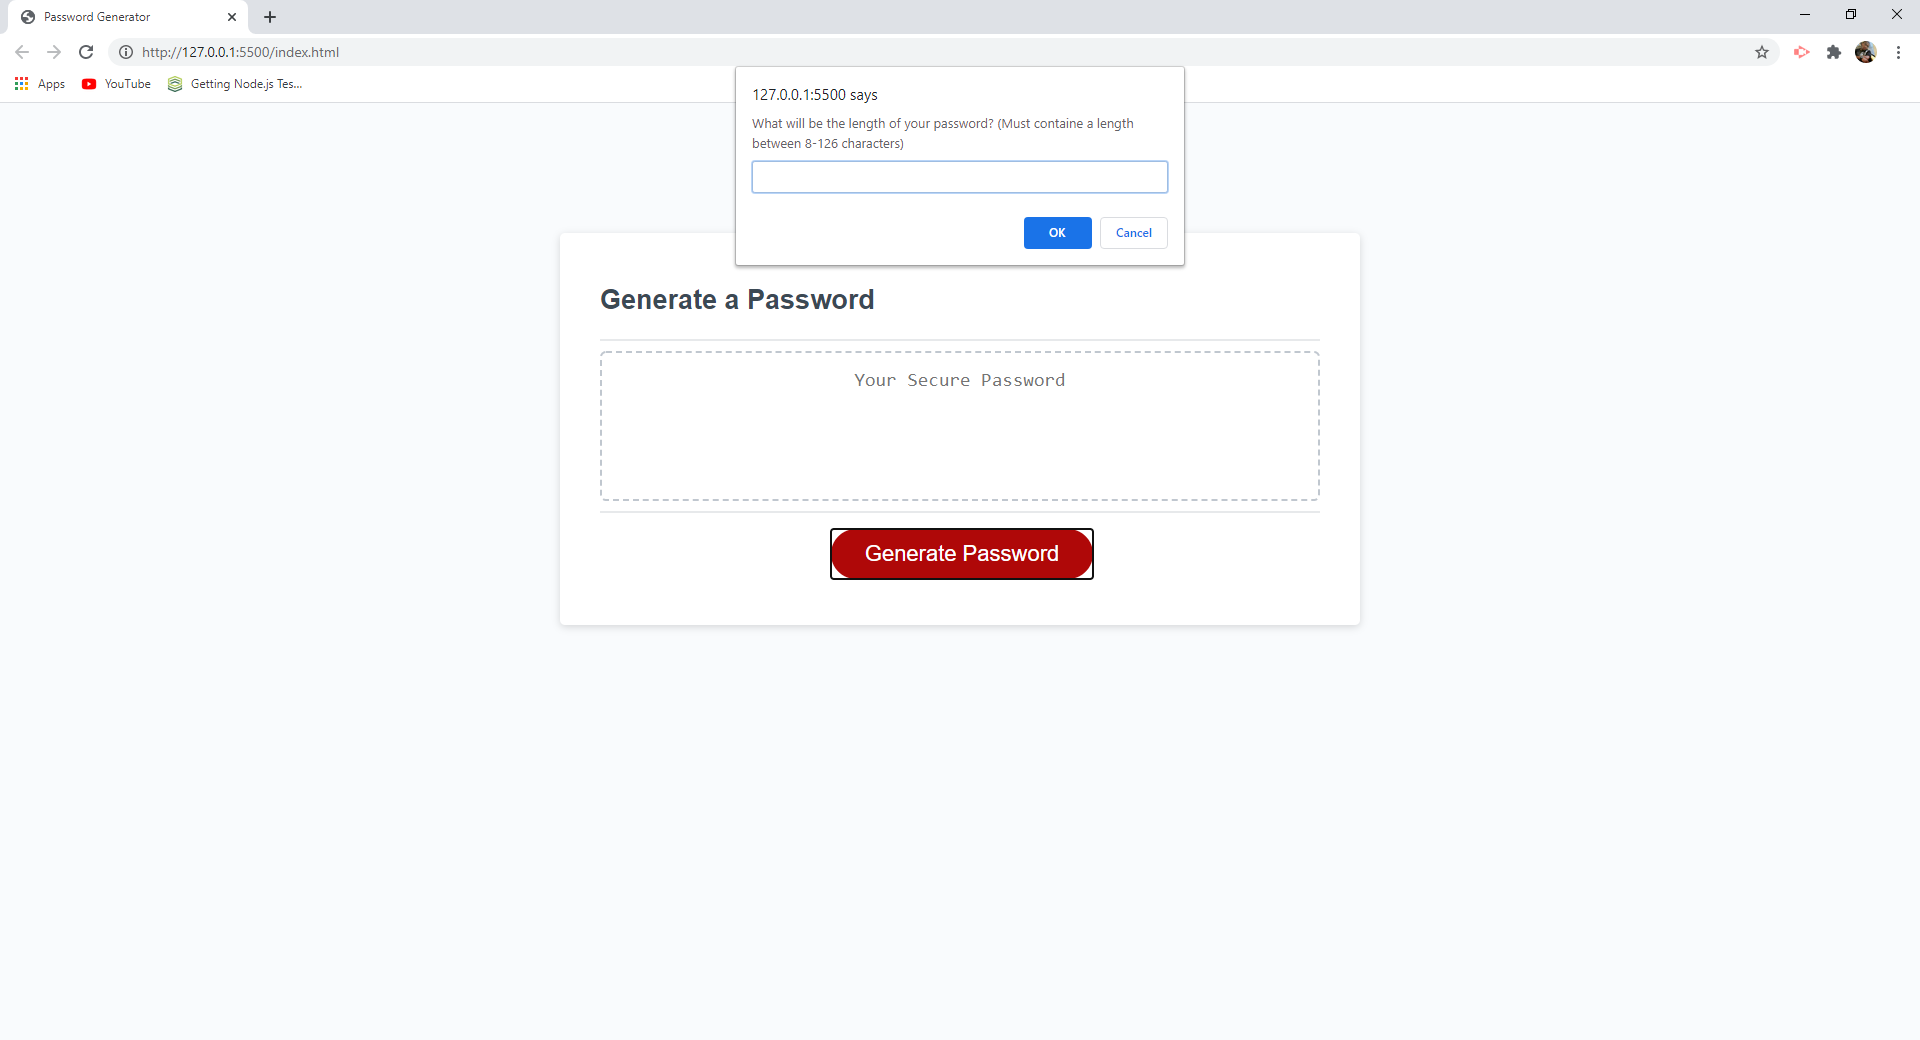 Password Generator
http://127.0.0.1:5500/index.html
Apps YouTube Getting Node.js Tes...
127.0.0.1:5500 says
What will be the length of your password? (Must containe a length
between 8-126 characters)
OK Cancel
Generate a Password
Your Secure Password
Generate Password